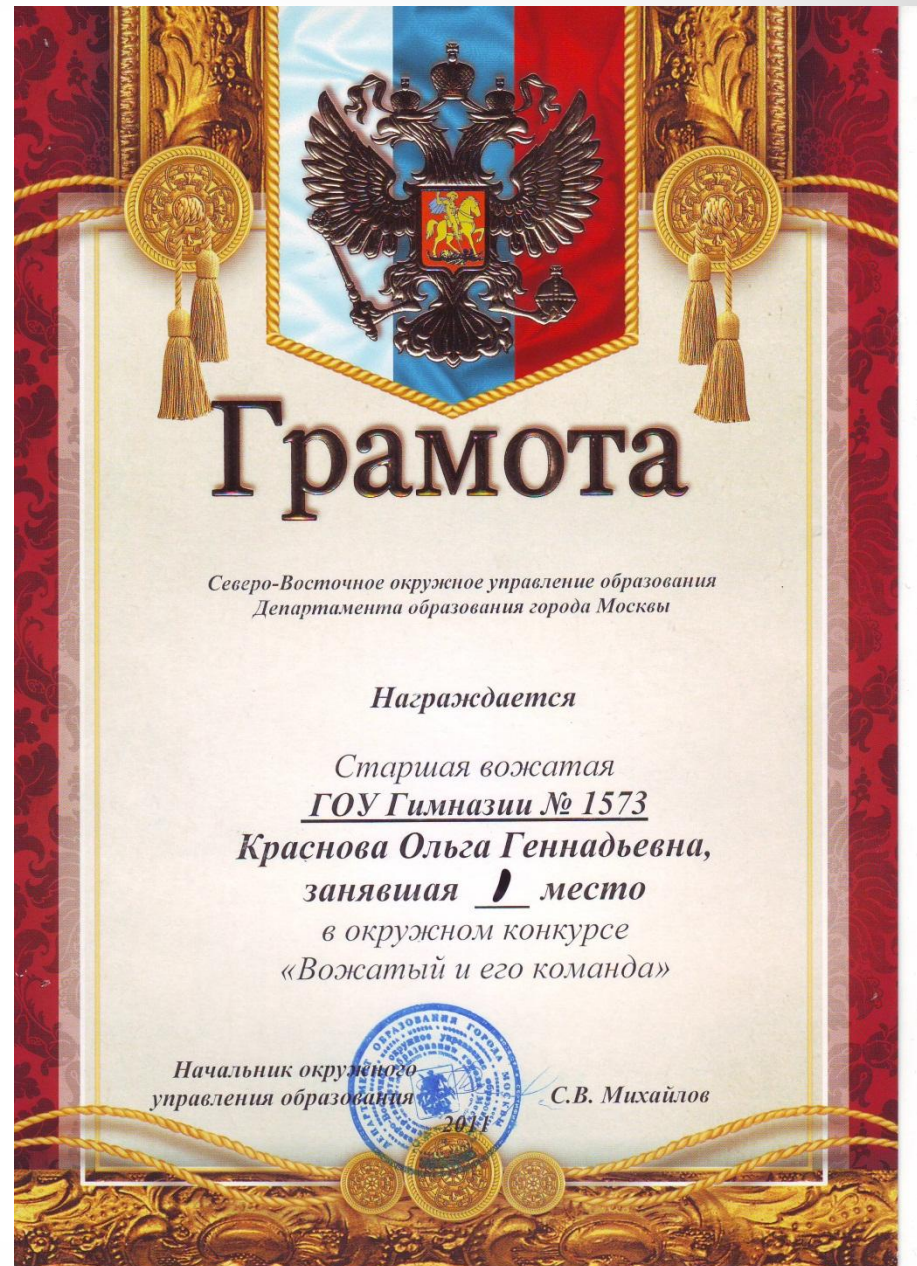 Грамота
Северо-Восточное окружное управление образования
Департамента образования города Москвы
Награждается
Старшая вожатая
ГОУ Гимназии № 1573
Краснова Ольга Геннадьевна,
занявшая 1 место
в окружном конкурсе
«Вожатый и его команда»
Начальник окружного
управления образования С.В. Михайлов
2011